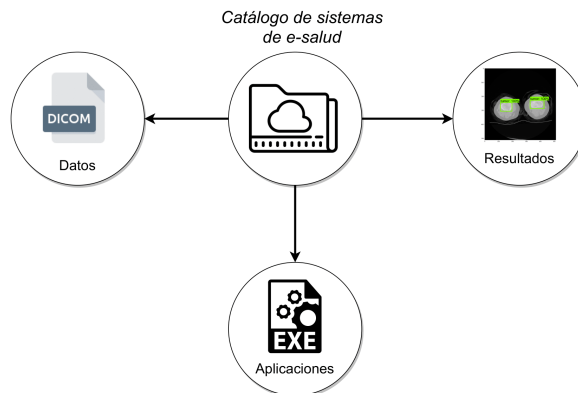 Catálogo de sistemas
de e-salud
DICOM
Datos
Resultados
EXE
Aplicaciones